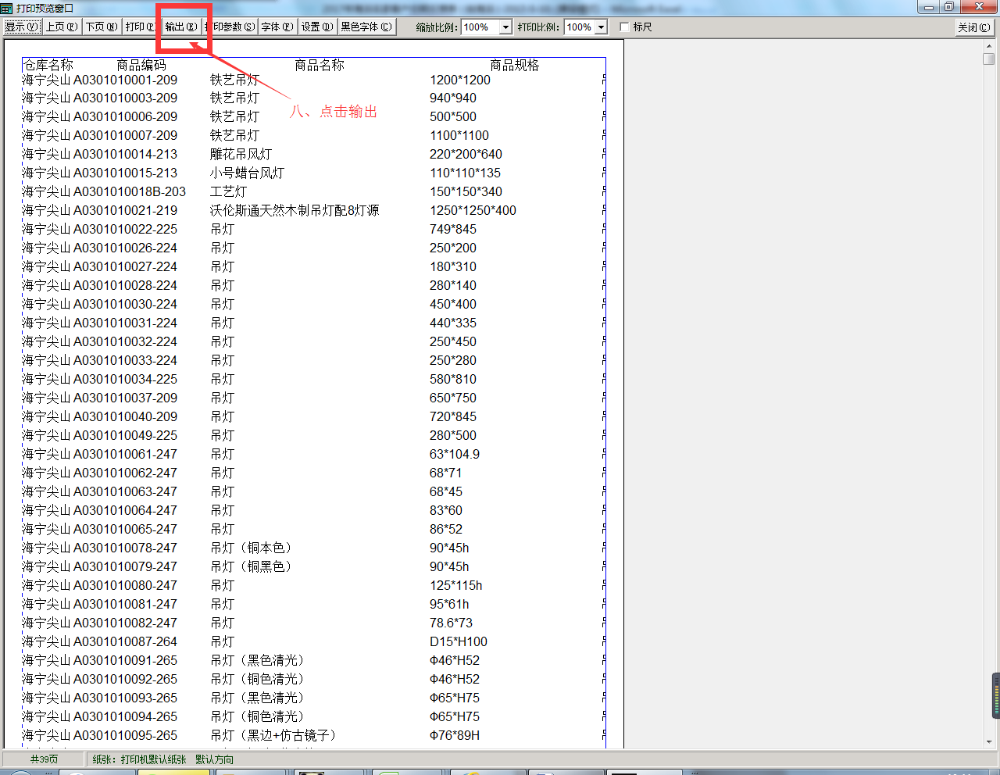 打印预览窗口
显示(V) 上页(P) 下页(N) 打印(P) 输出(E) 打印参数(S) 字体(F) 设置(D) 黑色字体(C) 缩放比例: 100% 打印比例: 100% 标尺 关闭(C)
八、点击输出
仓库名称 商品编码 商品名称 商品规格
海宁尖山 A0301010001-209 铁艺吊灯 1200*1200
海宁尖山 A0301010003-209 铁艺吊灯 940*940
海宁尖山 A0301010006-209 铁艺吊灯 500*500
海宁尖山 A0301010007-209 铁艺吊灯 1100*1100
海宁尖山 A0301010014-213 雕花吊风灯 220*200*640
海宁尖山 A0301010015-213 小号蜡台风灯 110*110*135
海宁尖山 A0301010018B-203 工艺灯 150*150*340
海宁尖山 A0301010021-219 沃伦斯通天然木制吊灯配8灯源 1250*1250*400
海宁尖山 A0301010022-225 吊灯 749*845
海宁尖山 A0301010026-224 吊灯 250*200
海宁尖山 A0301010027-224 吊灯 180*310
海宁尖山 A0301010028-224 吊灯 280*140
海宁尖山 A0301010030-224 吊灯 450*400
海宁尖山 A0301010031-224 吊灯 440*335
海宁尖山 A0301010032-224 吊灯 250*450
海宁尖山 A0301010033-224 吊灯 250*280
海宁尖山 A0301010034-225 吊灯 580*810
海宁尖山 A0301010037-209 吊灯 650*750
海宁尖山 A0301010040-209 吊灯 720*845
海宁尖山 A0301010049-225 吊灯 280*500
海宁尖山 A0301010061-247 吊灯 63*104.9
海宁尖山 A0301010062-247 吊灯 68*71
海宁尖山 A0301010063-247 吊灯 68*45
海宁尖山 A0301010064-247 吊灯 83*60
海宁尖山 A0301010065-247 吊灯 86*52
海宁尖山 A0301010078-247 吊灯（铜本色） 90*45h
海宁尖山 A0301010079-247 吊灯（铜黑色） 90*45h
海宁尖山 A0301010080-247 吊灯 125*115h
海宁尖山 A0301010081-247 吊灯 95*61h
海宁尖山 A0301010082-247 吊灯 78.6*73
海宁尖山 A0301010087-264 吊灯 D15*H100
海宁尖山 A0301010091-265 吊灯（黑色清光） Φ46*H52
海宁尖山 A0301010092-265 吊灯（铜色清光） Φ46*H52
海宁尖山 A0301010093-265 吊灯（黑色清光） Φ65*H75
海宁尖山 A0301010094-265 吊灯（铜色清光） Φ65*H75
海宁尖山 A0301010095-265 吊灯（黑边+仿古镜子） Φ76*89H
共39页 纸张: 打印机默认纸张 默认方向